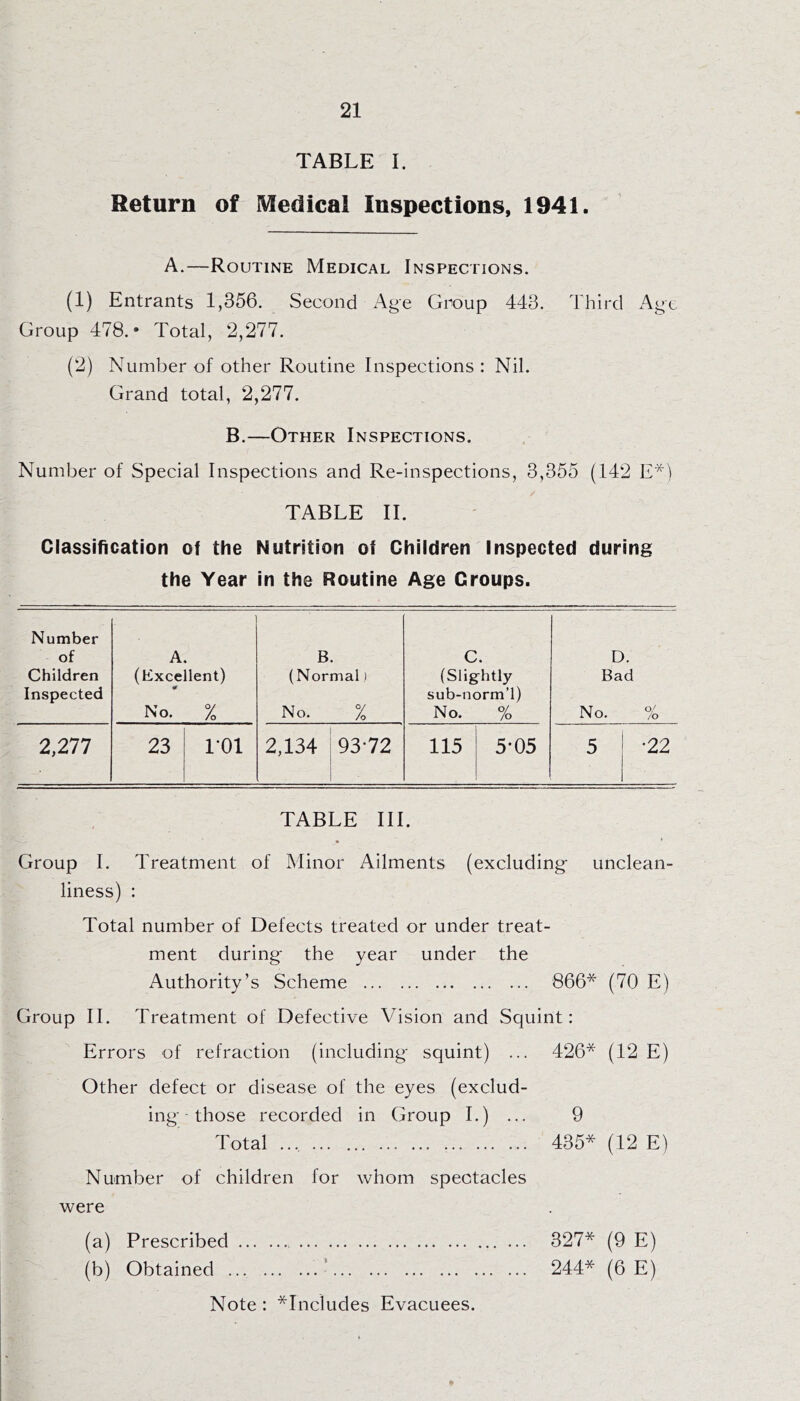 21
TABLE I.
Return of Medical Inspections, 1941.
A.—Routine Medical Inspections.
(1) Entrants 1,356. Second Age Group 443. Third Age
Group 478.• Total, 2,277.
(2) Number of other Routine Inspections : Nil.
Grand total, 2,277.
B.—Other Inspections.
Number of Special Inspections and Re-inspections, 3,355 (142 E*)
TABLE II.
Classification of the Nutrition of Children Inspected during
the Year in the Routine Age Groups.
Number of Children Inspected | A. (Excellent) No. % | B. (Normal) No. % | C. (Slightly sub-norm'l) No. % | D. Bad No. %
2,277 | 23 | 1·01 | 2,134 | 93·72 | 115 | 5·05 | 5 | ·22
TABLE III.
Group I. Treatment of Minor Ailments (excluding unclean-
liness) :
Total number of Defects treated or under treat-
ment during the year under the
Authority's Scheme ... ... ... ... ... 866* (70 E)
Group II. Treatment of Defective Vision and Squint :
Errors of refraction (including squint) ... 426* (12 E)
Other defect or disease of the eyes (exclud-
ing those recorded in Group I.) ... 9
Total ... ... ... ... ... ... ... ... 435* (12 E)
Number of children for whom spectacles
were
(a) Prescribed ... ... ... ... ... ... ... ... ... ... 327* (9 E)
(b) Obtained ... ... ... ... ... ... ... ... ... ... 244* (6 E)
Note : *Includes Evacuees.